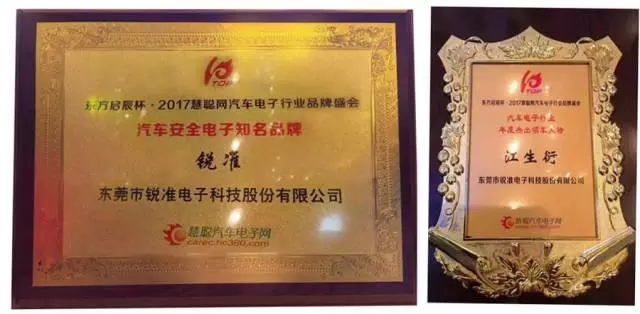 TOP
东方启辰杯·2017慧聪网汽车电子行业品牌盛会
汽车安全电子知名品牌
锐准
东莞市锐准电子科技股份有限公司
慧聪汽车电子网
carec.hc360.com
TOP
东方启辰杯·2017慧聪网汽车电子行业品牌盛会
汽车电子行业
年度杰出领军人物
江生衍
东莞市锐准电子科技股份有限公司
慧聪汽车电子网